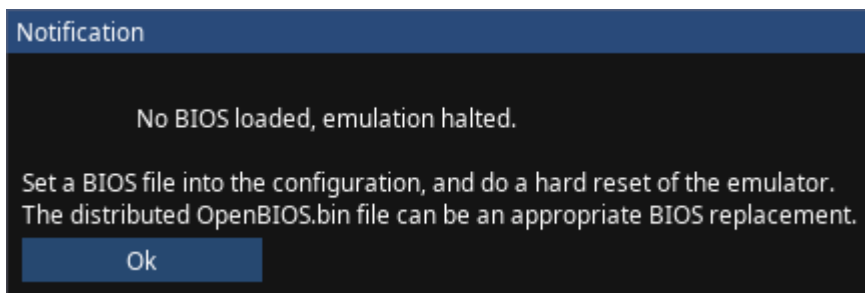 Notification
No BIOS loaded, emulation halted.
Set a BIOS file into the configuration, and do a hard reset of the emulator.
The distributed OpenBIOS.bin file can be an appropriate BIOS replacement.
Ok